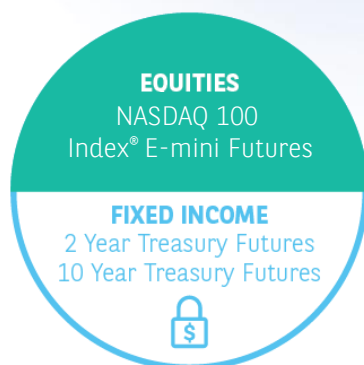 EQUITIES
NASDAQ 100
Index® E-mini Futures
FIXED INCOME
2 Year Treasury Futures
10 Year Treasury Futures
$